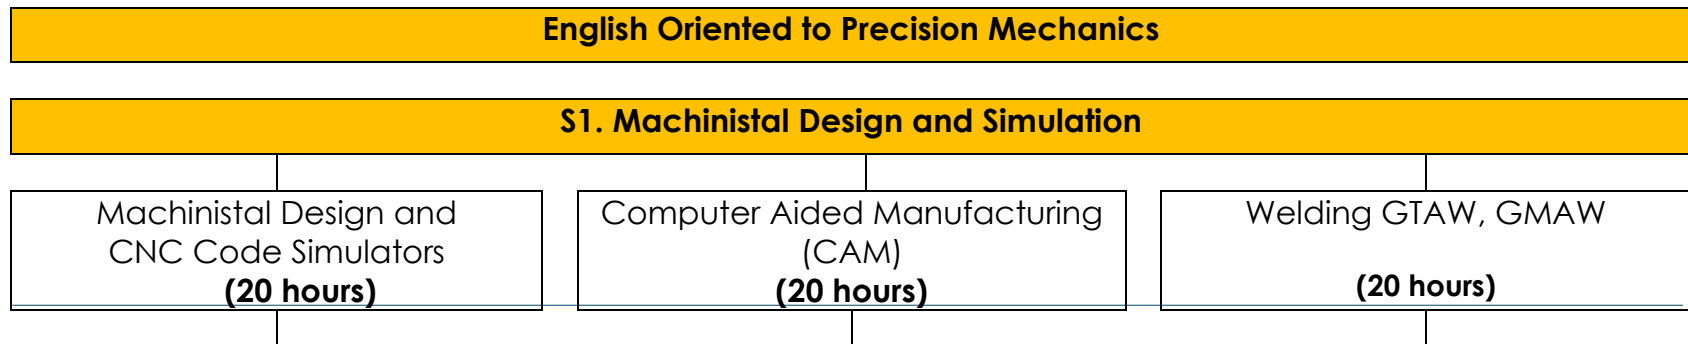 English Oriented to Precision Mechanics
S1. Machinistal Design and Simulation
Machinistal Design and
CNC Code Simulators
(20 hours)
Computer Aided Manufacturing
(CAM)
(20 hours)
Welding GTAW, GMAW
(20 hours)